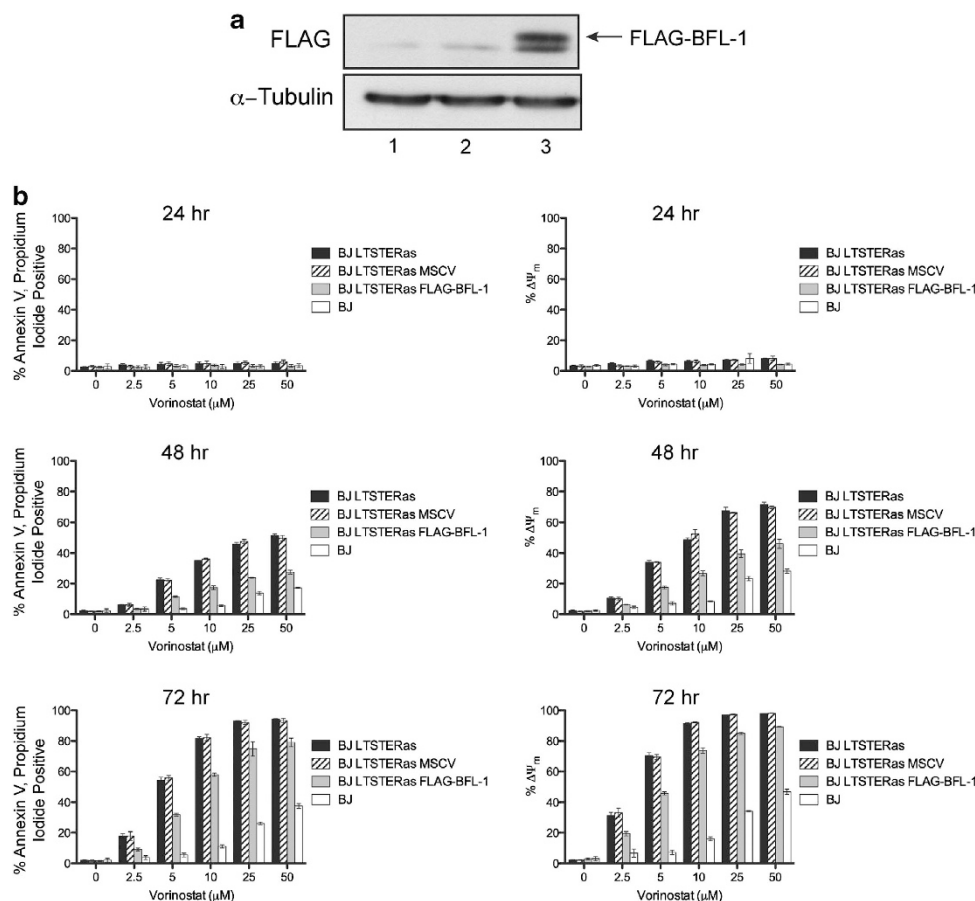 a
FLAG
FLAG-BFL-1
α–Tubulin
1 2 3
b
24 hr
% Annexin V, Propidium
Iodide Positive
100
80
60
40
20
0
BJ LTSTERas
BJ LTSTERas MSCV
BJ LTSTERas FLAG-BFL-1
BJ
0 2.5 5 10 25 50
Vorinostat (μM)
24 hr
% ΔΨm
100
80
60
40
20
0
BJ LTSTERas
BJ LTSTERas MSCV
BJ LTSTERas FLAG-BFL-1
BJ
0 2.5 5 10 25 50
Vorinostat (μM)
48 hr
% Annexin V, Propidium
Iodide Positive
100
80
60
40
20
0
BJ LTSTERas
BJ LTSTERas MSCV
BJ LTSTERas FLAG-BFL-1
BJ
0 2.5 5 10 25 50
Vorinostat (μM)
48 hr
% ΔΨm
100
80
60
40
20
0
BJ LTSTERas
BJ LTSTERas MSCV
BJ LTSTERas FLAG-BFL-1
BJ
0 2.5 5 10 25 50
Vorinostat (μM)
72 hr
% Annexin V, Propidium
Iodide Positive
100
80
60
40
20
0
BJ LTSTERas
BJ LTSTERas MSCV
BJ LTSTERas FLAG-BFL-1
BJ
0 2.5 5 10 25 50
Vorinostat (μM)
72 hr
% ΔΨm
100
80
60
40
20
0
BJ LTSTERas
BJ LTSTERas MSCV
BJ LTSTERas FLAG-BFL-1
BJ
0 2.5 5 10 25 50
Vorinostat (μM)